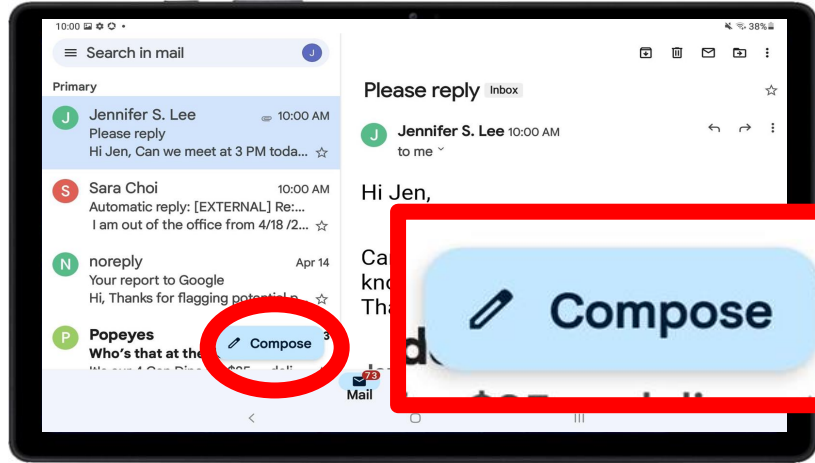 10:00
38%
Search in mail
J
Primary
J
Jennifer S. Lee
10:00 AM
Please reply
Hi Jen, Can we meet at 3 PM toda...
S
Sara Choi
10:00 AM
Automatic reply: [EXTERNAL] Re:...
I am out of the office from 4/18 /2...
N
noreply
Apr 14
Your report to Google
Hi, Thanks for flagging potential p...
P
Popeyes
3
Who's that at the
Compose
Please reply Inbox
J
Jennifer S. Lee 10:00 AM
to me
Hi Jen,
Compose
73
Mail